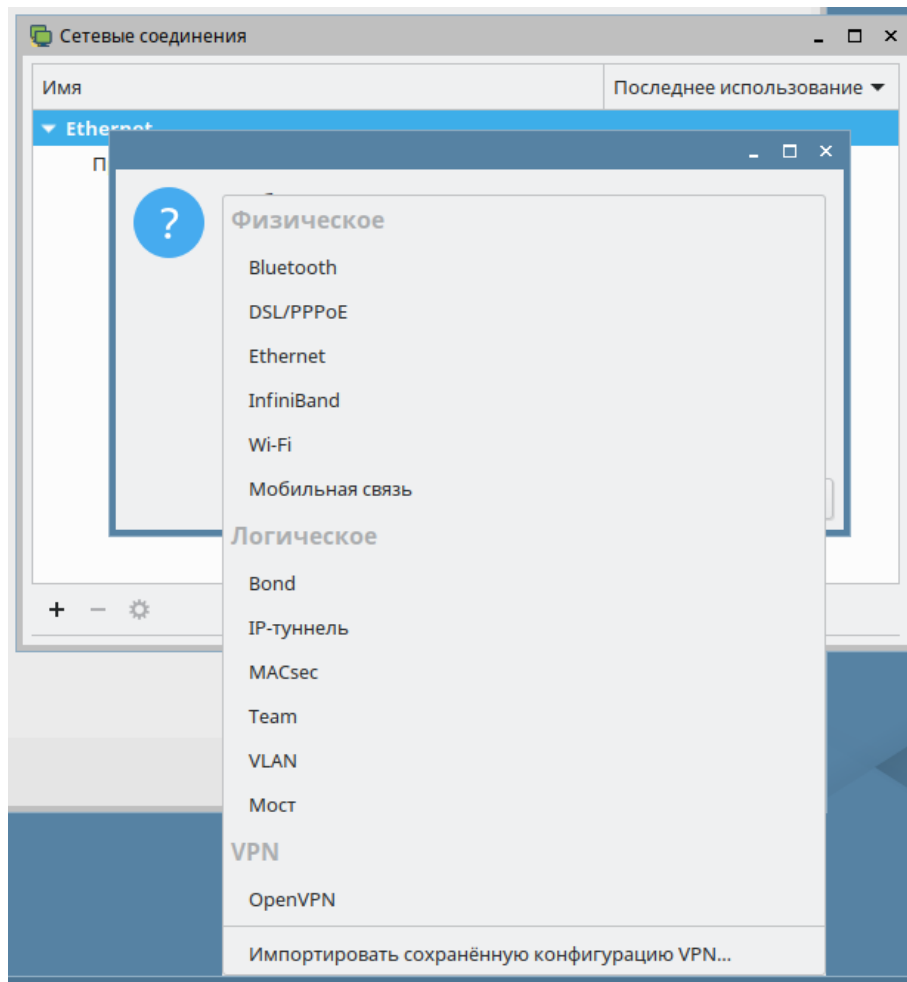 Сетевые соединения
Имя
Последнее использование
Ethernet
?
Физическое
Bluetooth
DSL/PPPoE
Ethernet
InfiniBand
Wi-Fi
Мобильная связь
Логическое
Bond
IP-туннель
MACsec
Team
VLAN
Мост
VPN
OpenVPN
Импортировать сохранённую конфигурацию VPN...